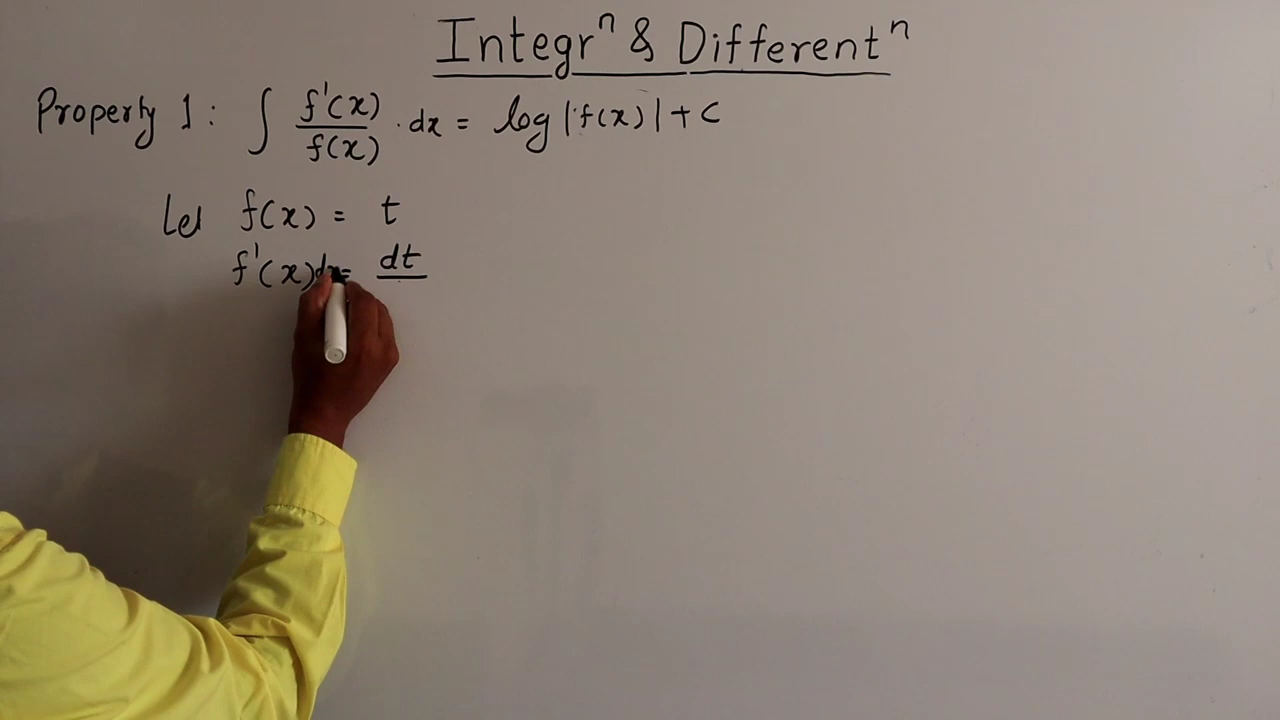 Integrⁿ & Differentⁿ
Property 1 : ∫ f'(x)/f(x) . dx = log |f(x)| + C
Let f(x) = t
f'(x)dx = dt